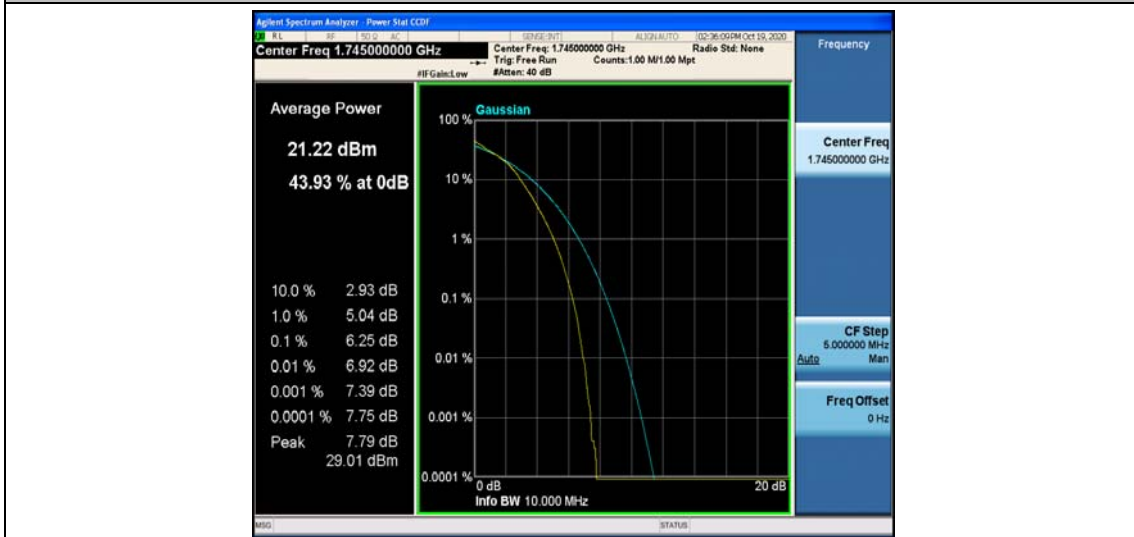 Agilent Spectrum Analyzer - Power Stat CCDF
RL RF 50 Ω AC SENSE:INT ALIGN AUTO 02:36:09 PM Oct 19, 2020
Center Freq 1.745000000 GHz
Center Freq: 1.745000000 GHz Radio Std: None
Trig: Free Run Counts:1.00 M/1.00 Mpt
#IFGain:Low #Atten: 40 dB
Frequency
Average Power
21.22 dBm
43.93 % at 0dB
10.0 % 2.93 dB
1.0 % 5.04 dB
0.1 % 6.25 dB
0.01 % 6.92 dB
0.001 % 7.39 dB
0.0001 % 7.75 dB
Peak 7.79 dB
29.01 dBm
Gaussian
100 %
10 %
1 %
0.1 %
0.01 %
0.001 %
0.0001 %
0 dB 20 dB
Info BW 10.000 MHz
Center Freq
1.745000000 GHz
CF Step
5.000000 MHz
Auto Man
Freq Offset
0 Hz
MSG STATUS